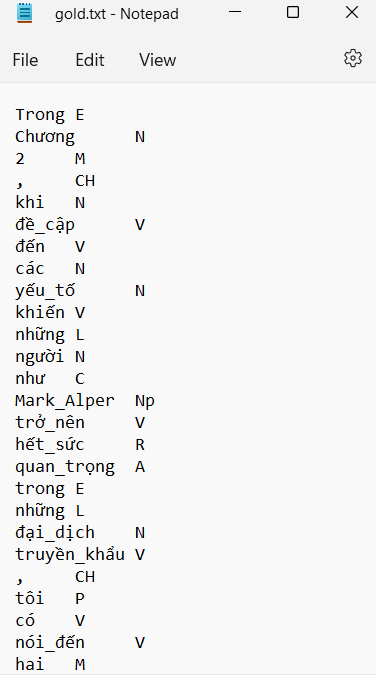 gold.txt - Notepad
File Edit View
Trong E
Chương N
2 M
, CH
khi N
đề_cập V
đến V
các N
yếu_tố N
khiến V
những L
người N
như C
Mark_Alper Np
trở_nên V
hết_sức R
quan_trọng A
trong E
những L
đại_dịch N
truyền_khẩu V
, CH
tôi P
có V
nói_đến V
hai M